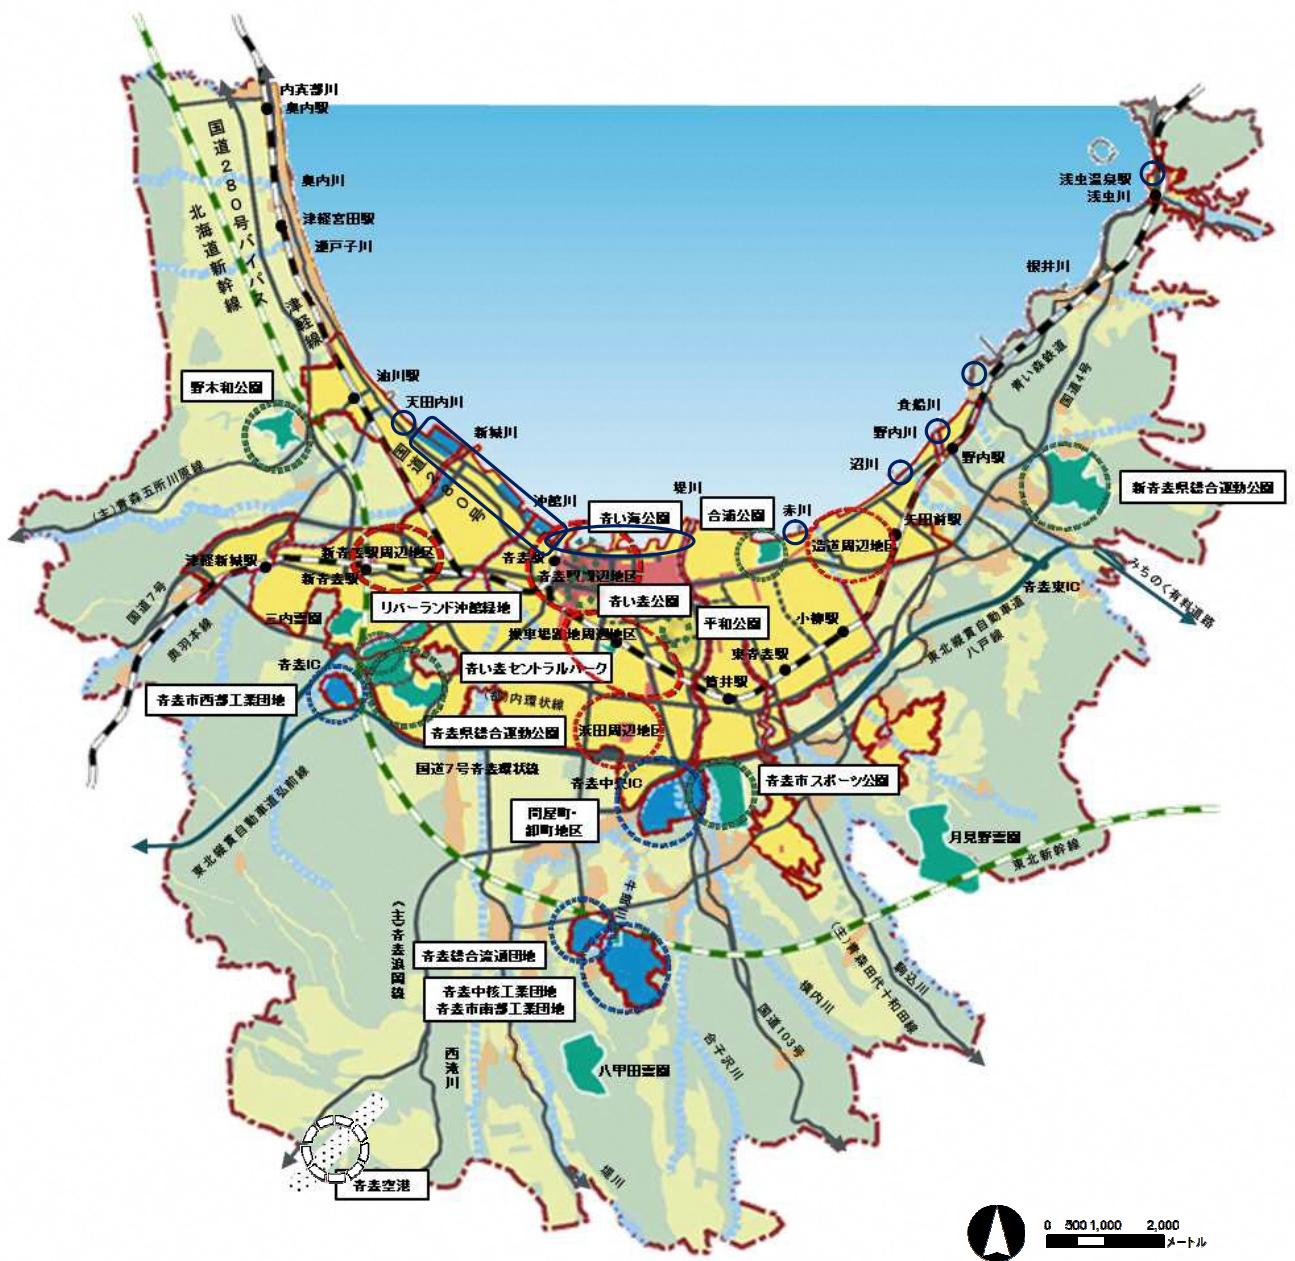 内真部川
奥内駅
国道280号バイパス
奥内川
北海道新幹線
津軽宮田駅
瀬戸子川
津軽線
浅虫温泉駅
浅虫川
根井川
青い森鉄道
国道4号
野木和公園
油川駅
天田内川
新城川
国道280号
沖館川
堤川
青い海公園
合浦公園
赤川
貴船川
野内川
沼川
野内駅
新青森県総合運動公園
(主)青森五所川原線
矢田前駅
造道周辺地区
津軽新城駅
新青森駅周辺地区
新青森駅
青森駅
青森駅周辺地区
みちのく有料道路
青森東IC
国道7号
奥羽本線
リバーランド沖館緑地
青い森公園
三内霊園
操車場跡地周辺地区
平和公園
小柳駅
東北縦貫自動車道
八戸線
東青森駅
青森IC
青い森セントラルパーク
筒井駅
青森市西部工業団地
(都)内環状線
青森県総合運動公園
浜田周辺地区
国道7号青森環状線
青森中央IC
青森市スポーツ公園
問屋町・
卸町地区
東北縦貫自動車道弘前線
月見野霊園
東北新幹線
牛館川
(主)青森浪岡線
青森総合流通団地
青森中核工業団地
青森市南部工業団地
(主)青森田代十和田線
駒込川
横内川
国道103号
合子沢川
西滝川
八甲田霊園
青森空港
堤川
0 500 1,000 2,000
メートル